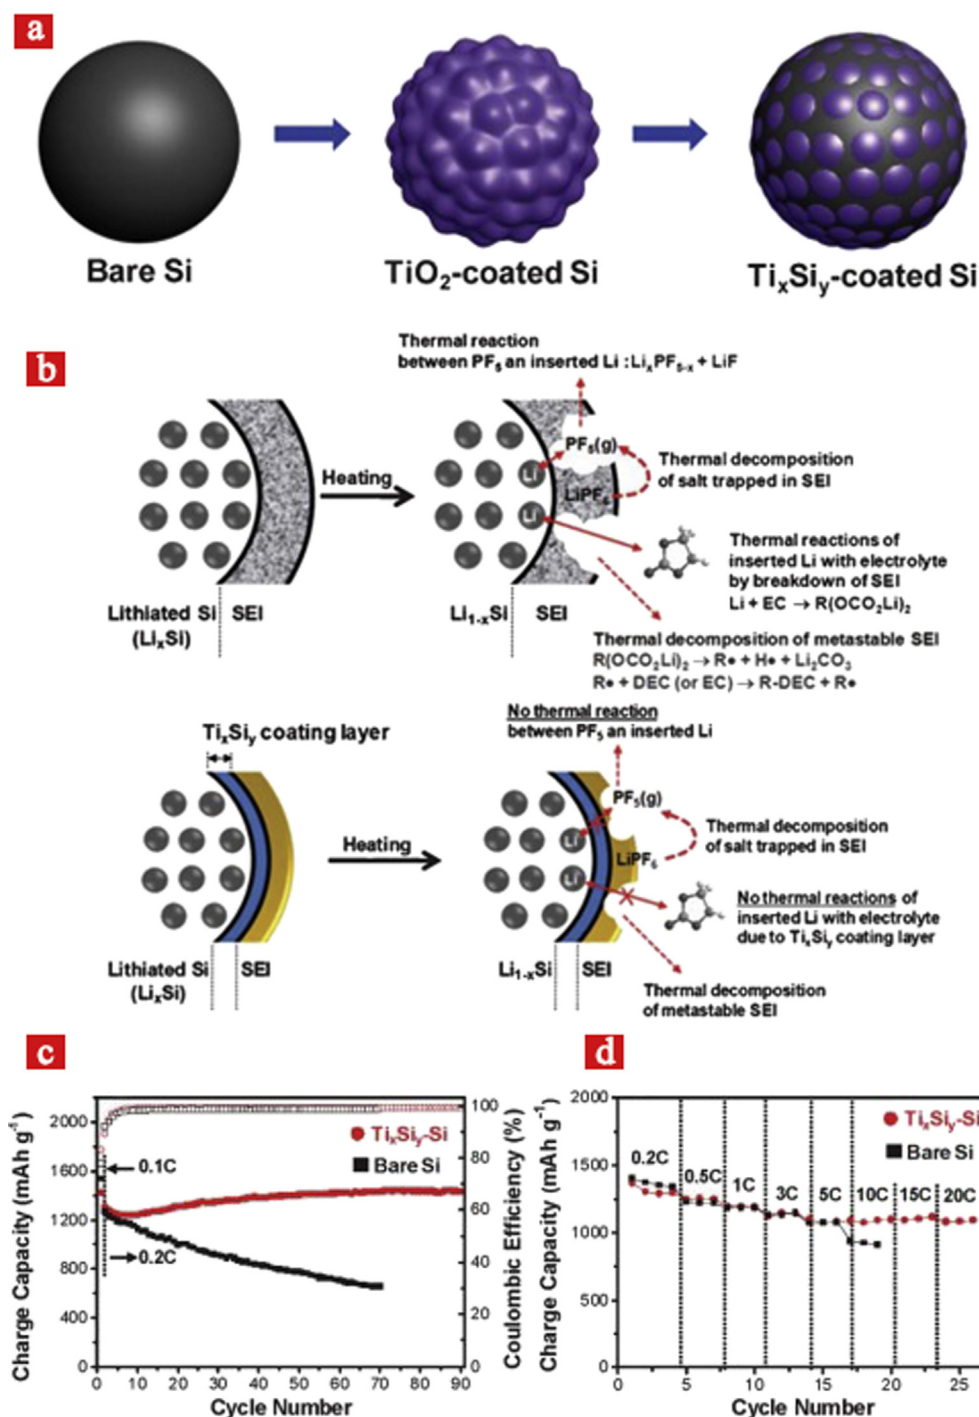 a
Bare Si
TiO₂-coated Si
TiₓSiᵧ-coated Si
b
Thermal reaction
between PF₅ an inserted Li :LiₓPF₅₋ₓ + LiF
PF₅(g)
Heating
Li
LiPF₆
Li
Thermal decomposition
of salt trapped in SEI
Thermal reactions of
inserted Li with electrolyte
by breakdown of SEI
Li + EC → R(OCO₂Li)₂
Lithiated Si
(LiₓSi)
SEI
Li₁₋ₓSi
SEI
Thermal decomposition of metastable SEI
R(OCO₂Li)₂ → R• + H• + Li₂CO₃
R• + DEC (or EC) → R-DEC + R•
TiₓSiᵧ coating layer
No thermal reaction
between PF₅ an inserted Li
PF₅(g)
Heating
Li
LiPF₆
Li
Thermal decomposition
of salt trapped in SEI
No thermal reactions of
inserted Li with electrolyte
due to TiₓSiᵧ coating layer
Lithiated Si
(LiₓSi)
SEI
Li₁₋ₓSi
SEI
Thermal decomposition
of metastable SEI
c
Charge Capacity (mAh g⁻¹)
2000
1600
1200
800
400
0
0.1C
0.2C
TiₓSiᵧ-Si
Bare Si
100
80
60
40
20
0
Coulombic Efficiency (%)
0 10 20 30 40 50 60 70 80 90
Cycle Number
d
Charge Capacity (mAh g⁻¹)
2000
1500
1000
500
0
TiₓSiᵧ-Si
Bare Si
0.2C
0.5C
1C
3C
5C
10C
15C
20C
0 5 10 15 20 25
Cycle Number